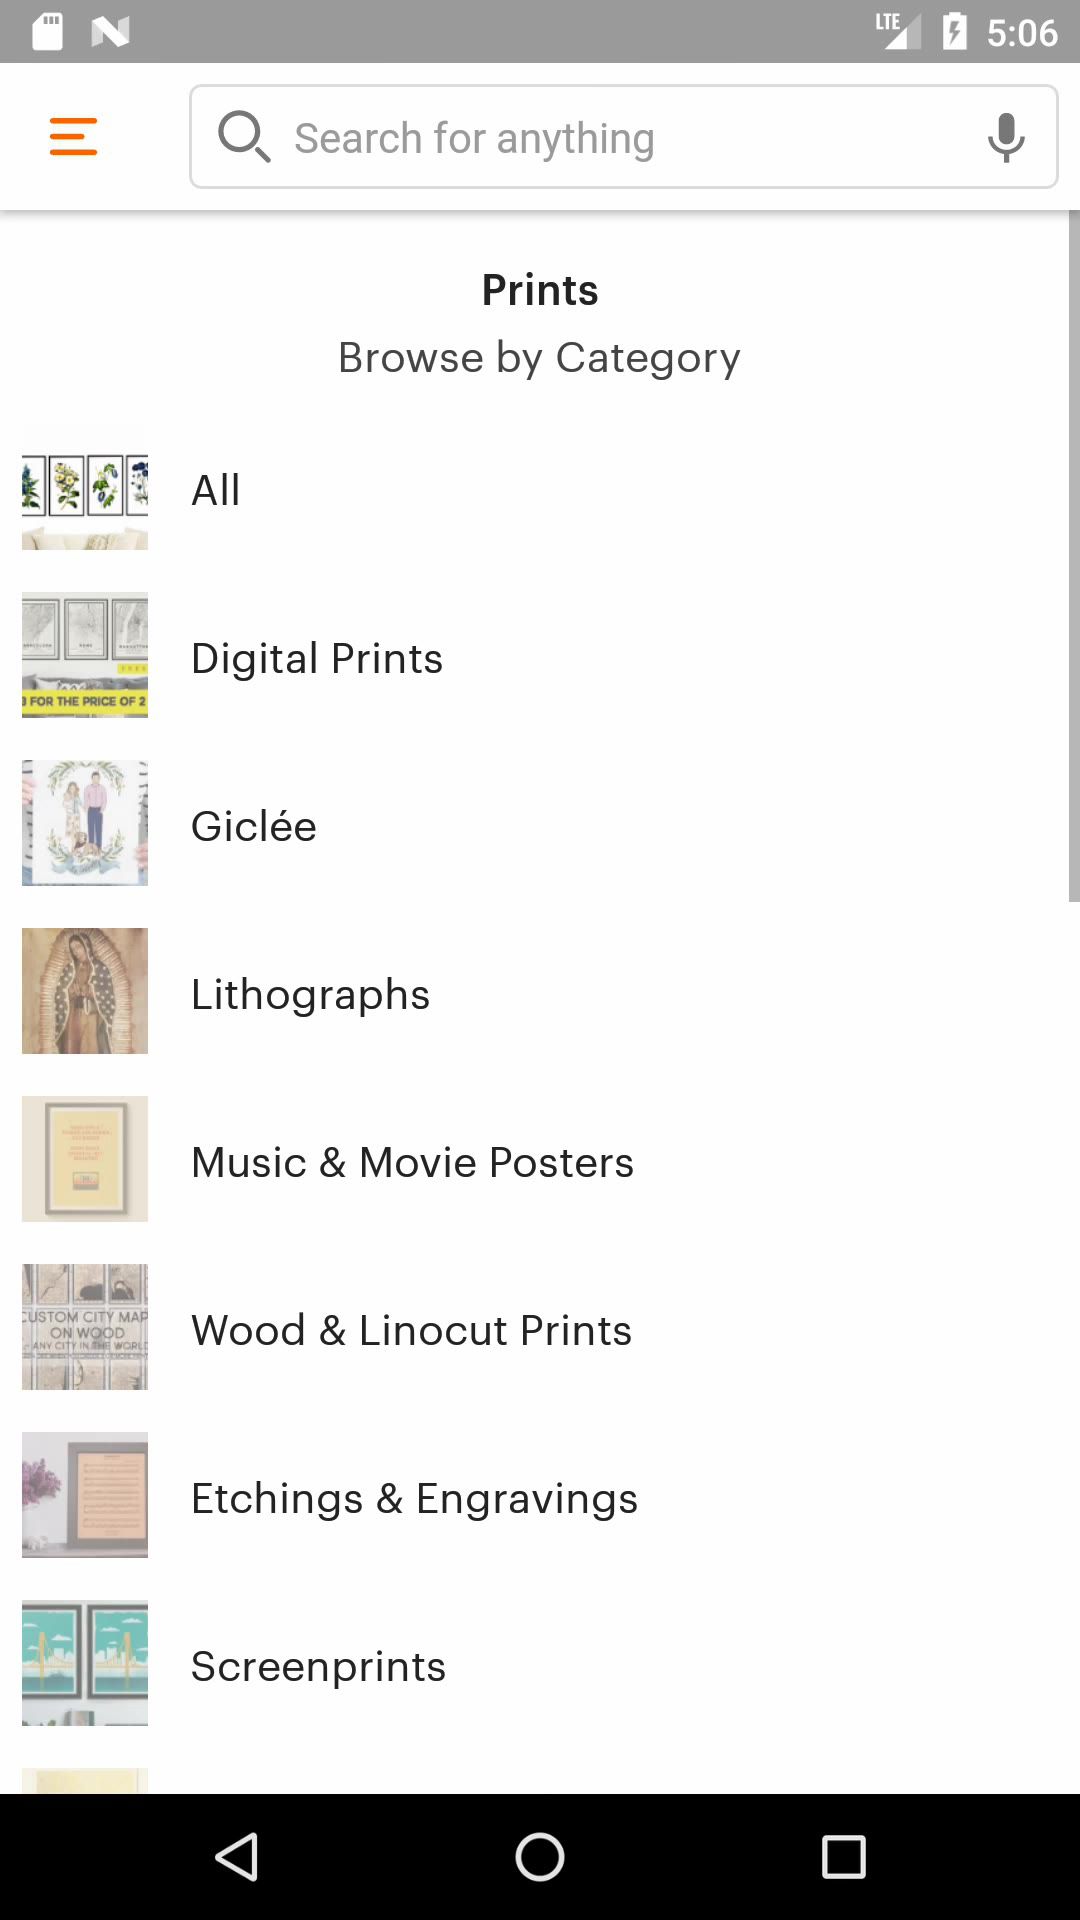 LTE 5:06
Search for anything
Prints
Browse by Category
All
Digital Prints
3 FOR THE PRICE OF 2
Giclée
Lithographs
Music & Movie Posters
CUSTOM CITY MAP
ON WOOD
ANY CITY IN THE WORLD
Wood & Linocut Prints
Etchings & Engravings
Screenprints